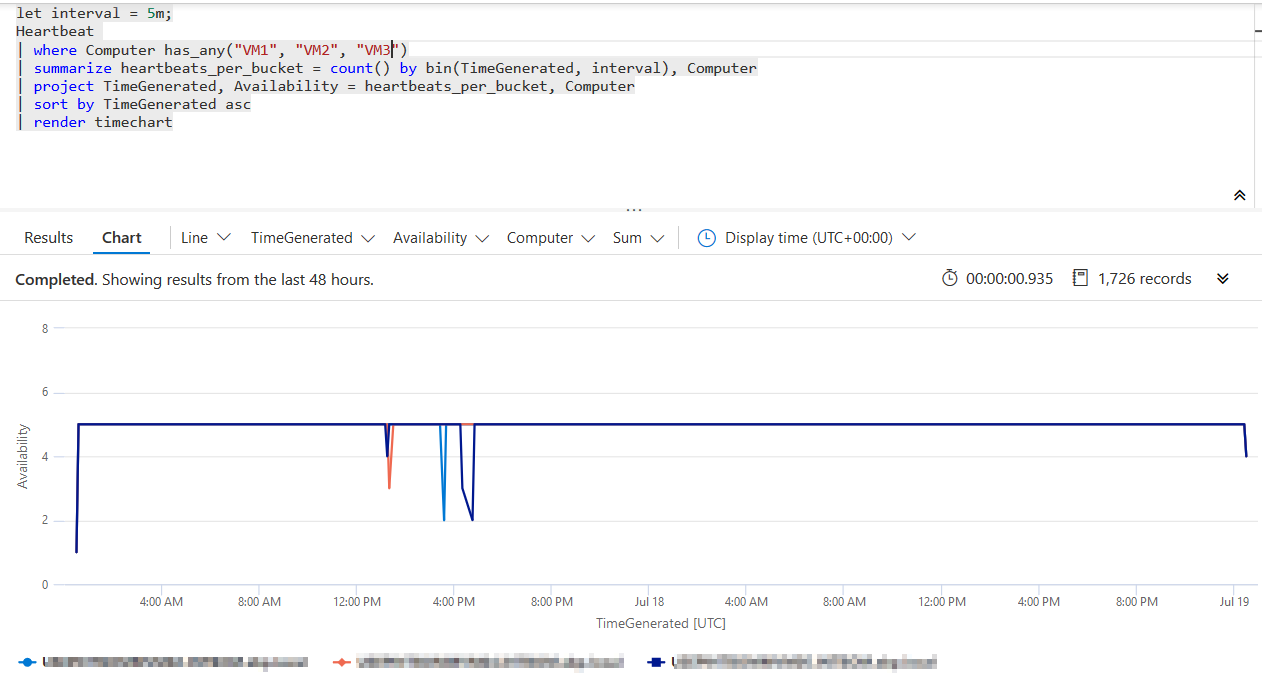 let interval = 5m;
Heartbeat
| where Computer has_any("VM1", "VM2", "VM3")
| summarize heartbeats_per_bucket = count() by bin(TimeGenerated, interval), Computer
| project TimeGenerated, Availability = heartbeats_per_bucket, Computer
| sort by TimeGenerated asc
| render timechart
...
Results Chart Line TimeGenerated Availability Computer Sum Display time (UTC+00:00)
Completed. Showing results from the last 48 hours. 00:00:00.935 1,726 records
8
6
4
2
0
Availability
4:00 AM 8:00 AM 12:00 PM 4:00 PM 8:00 PM Jul 18 4:00 AM 8:00 AM 12:00 PM 4:00 PM 8:00 PM Jul 19
TimeGenerated [UTC]